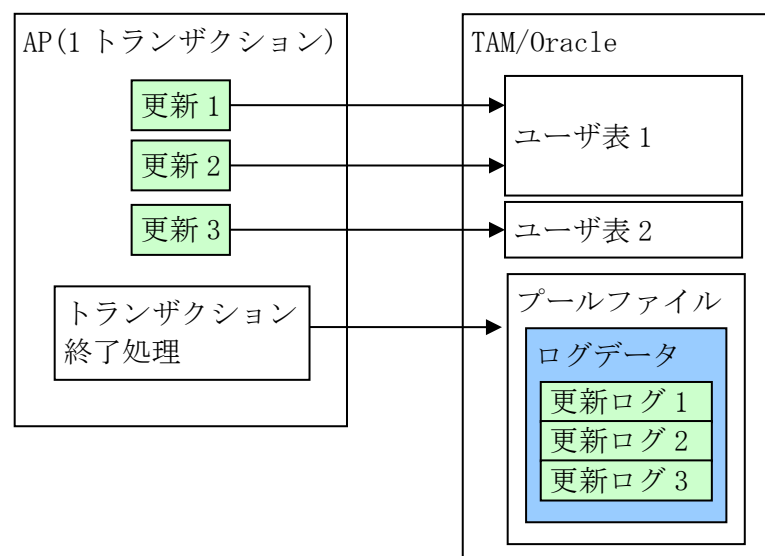 AP(1 トランザクション)
更新 1
更新 2
更新 3
トランザクション
終了処理
TAM/Oracle
ユーザ表 1
ユーザ表 2
プールファイル
ログデータ
更新ログ 1
更新ログ 2
更新ログ 3